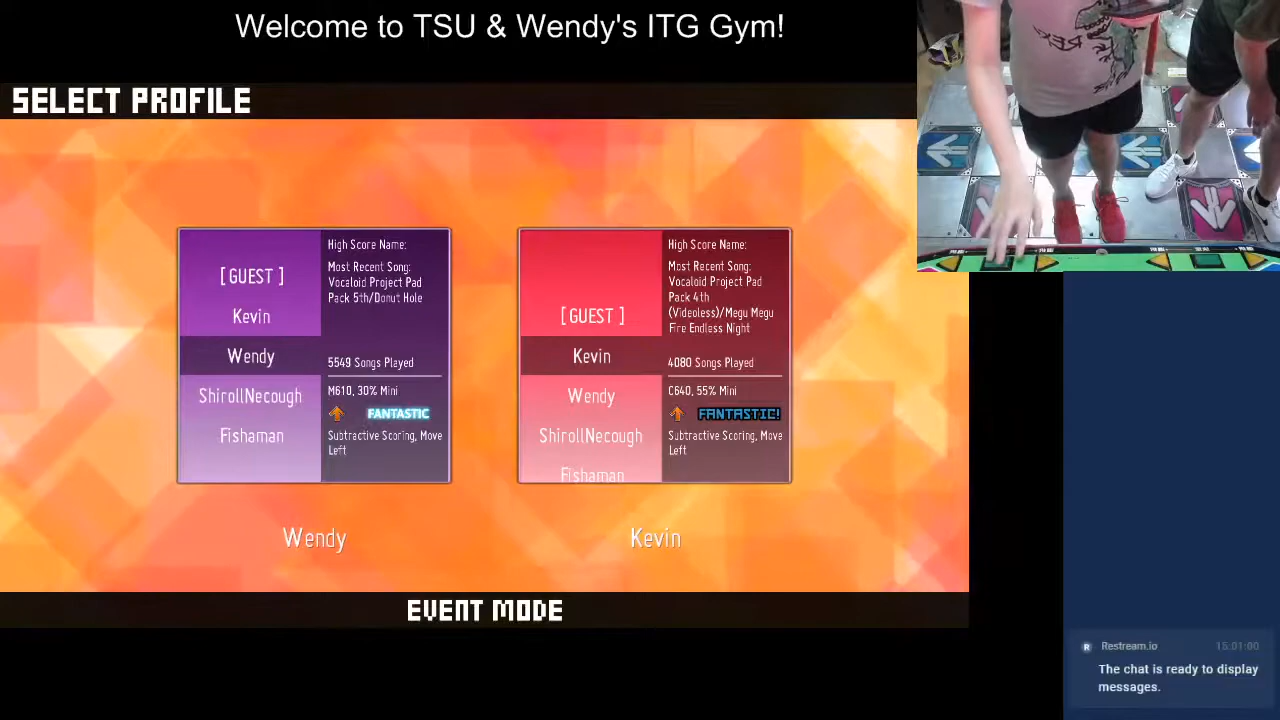 Welcome to TSU & Wendy's ITG Gym!
SELECT PROFILE
[GUEST]
Kevin
Wendy
ShirollNecough
Fishaman
High Score Name:
Most Recent Song:
Vocaloid Project Pad
Pack 5th/Donut Hole
5549 Songs Played
M610, 30% Mini
FANTASTIC
Subtractive Scoring, Move
Left
[GUEST]
Kevin
Wendy
ShirollNecough
Fishaman
High Score Name:
Most Recent Song:
Vocaloid Project Pad
Pack 4th
(Videoless)/Megu Megu
Fire Endless Night
4080 Songs Played
C640, 55% Mini
FANTASTIC!
Subtractive Scoring, Move
Left
Wendy
Kevin
EVENT MODE
R Restream.io 15:01:00
The chat is ready to display
messages.